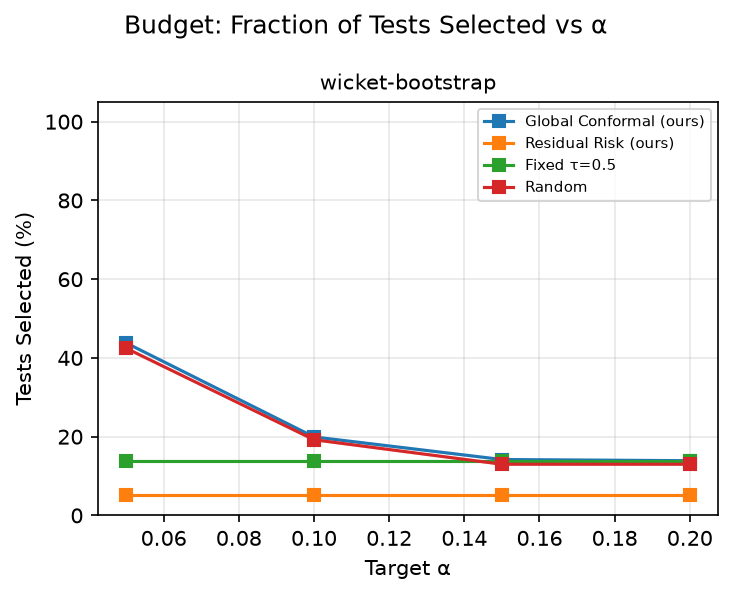 Budget: Fraction of Tests Selected vs α
wicket-bootstrap
Global Conformal (ours)
Residual Risk (ours)
Fixed τ=0.5
Random
Tests Selected (%)
100
80
60
40
20
0
0.06 0.08 0.10 0.12 0.14 0.16 0.18 0.20
Target α